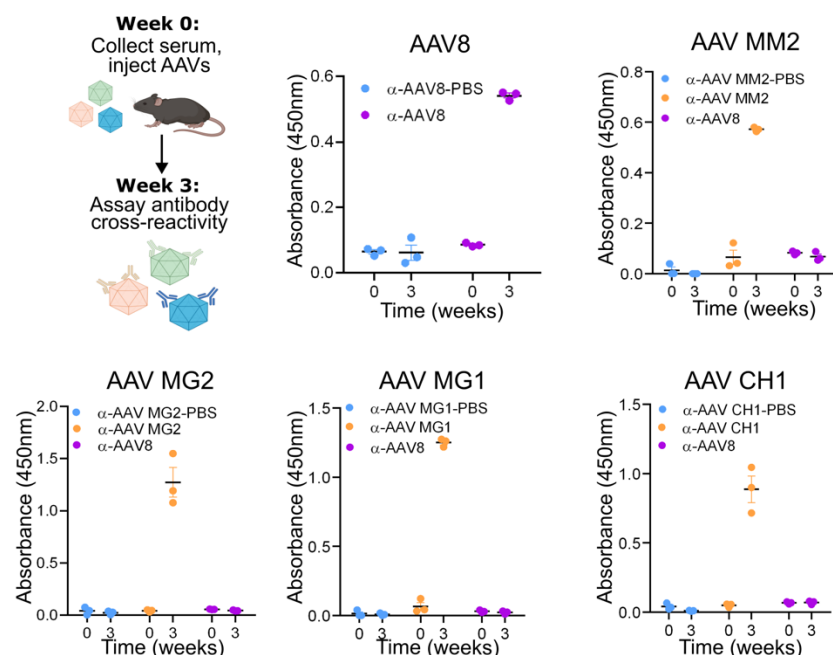 Week 0:
Collect serum,
inject AAVs
Week 3:
Assay antibody
cross-reactivity
AAV8
Absorbance (450nm)
0.6
0.4
0.2
0.0
α-AAV8-PBS
α-AAV8
0 3 0 3
Time (weeks)
AAV MM2
Absorbance (450nm)
0.8
0.6
0.4
0.2
0.0
α-AAV MM2-PBS
α-AAV MM2
α-AAV8
0 3 0 3 0 3
Time (weeks)
AAV MG2
Absorbance (450nm)
2.0
1.5
1.0
0.5
0.0
α-AAV MG2-PBS
α-AAV MG2
α-AAV8
0 3 0 3 0 3
Time (weeks)
AAV MG1
Absorbance (450nm)
1.5
1.0
0.5
0.0
α-AAV MG1-PBS
α-AAV MG1
α-AAV8
0 3 0 3 0 3
Time (weeks)
AAV CH1
Absorbance (450nm)
1.5
1.0
0.5
0.0
α-AAV CH1-PBS
α-AAV CH1
α-AAV8
0 3 0 3 0 3
Time (weeks)